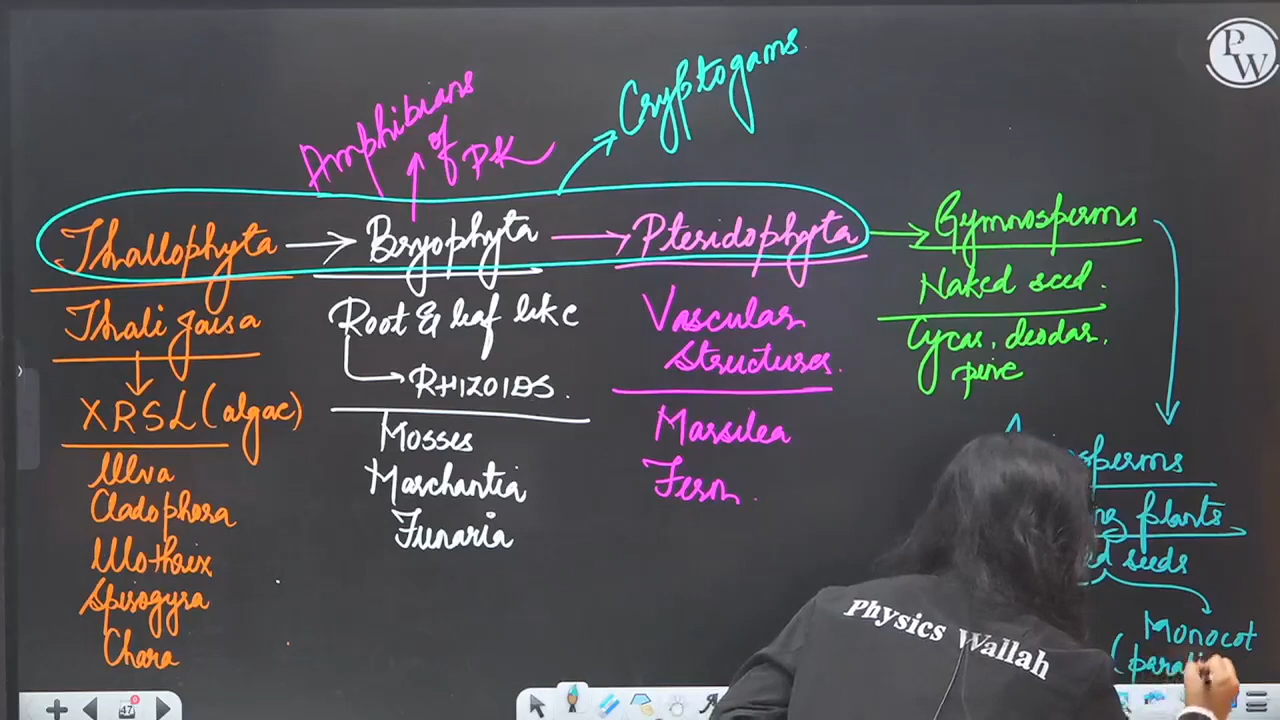 PW
Amphibians
of
PK
Cryptogams
Thallophyta
Thali jaisa
XRSL (algae)
Ulva
Cladophora
Ulothrix
Spirogyra
Chara
Bryophyta
Root & leaf like
RHIZOIDS.
Mosses
Marchantia
Funaria
Pteridophyta
Vascular
Structures.
Marsilea
Fern.
Gymnosperms
Naked seed.
Cycas, deodar,
pine
plants
seeds
Monocot
Physics Wallah
47